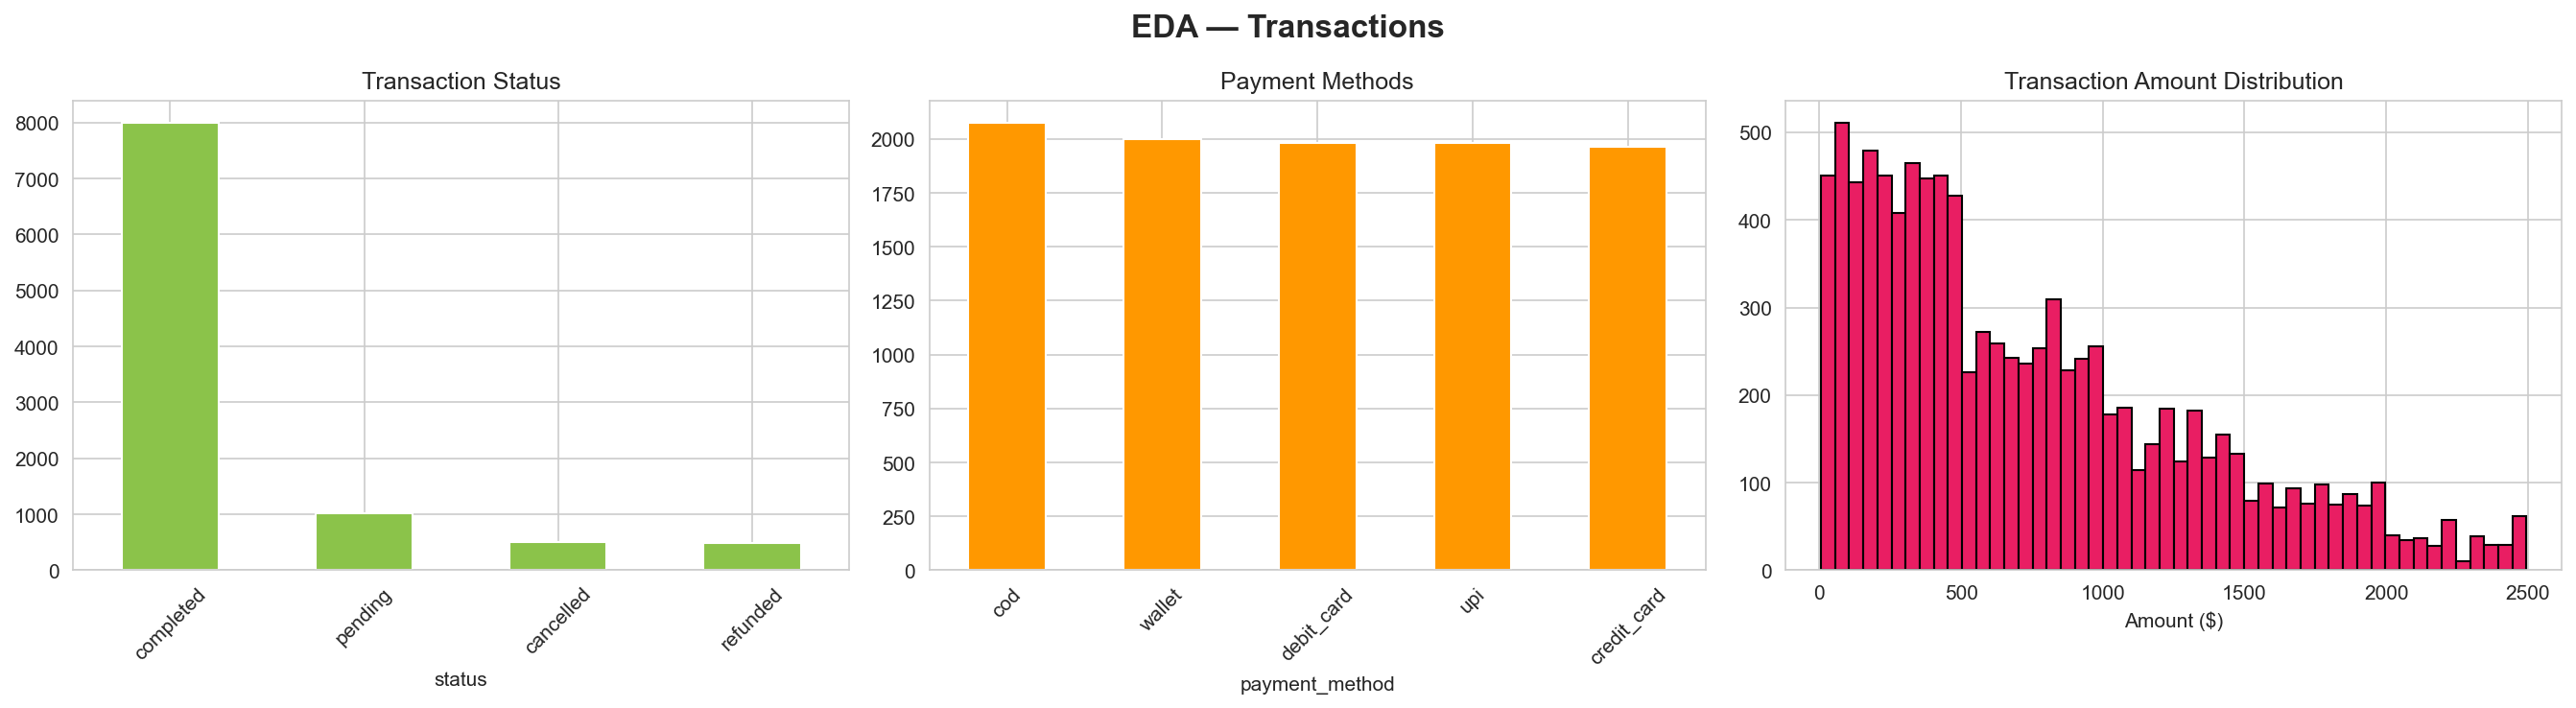 EDA — Transactions
Transaction Status
8000
7000
6000
5000
4000
3000
2000
1000
0
completed
pending
cancelled
refunded
status
Payment Methods
2000
1750
1500
1250
1000
750
500
250
0
cod
wallet
debit_card
upi
credit_card
payment_method
Transaction Amount Distribution
500
400
300
200
100
0
0
500
1000
1500
2000
2500
Amount ($)